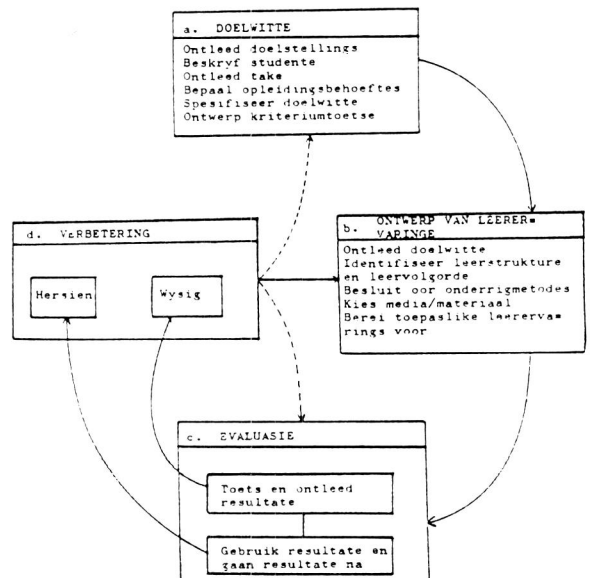 a. DOELWITTE
Ontleed doelstellings
Beskryf studente
Ontleed take
Bepaal opleidingsbehoeftes
Spesifiseer doelwitte
Ontwerp kriteriumtoetse
b. ONTWERP VAN LEERER=
VARINGE
Ontleed doelwitte
Identifiseer leerstrukture
en leervolgorde
Besluit oor onderrigmetodes
Kies media/materiaal
Berei toepaslike leererva=
rings voor
d. VERBETERING
Hersien
Wysig
c. EVALUASIE
Toets en ontleed
resultate
Gebruik resultate en
gaan resultate na